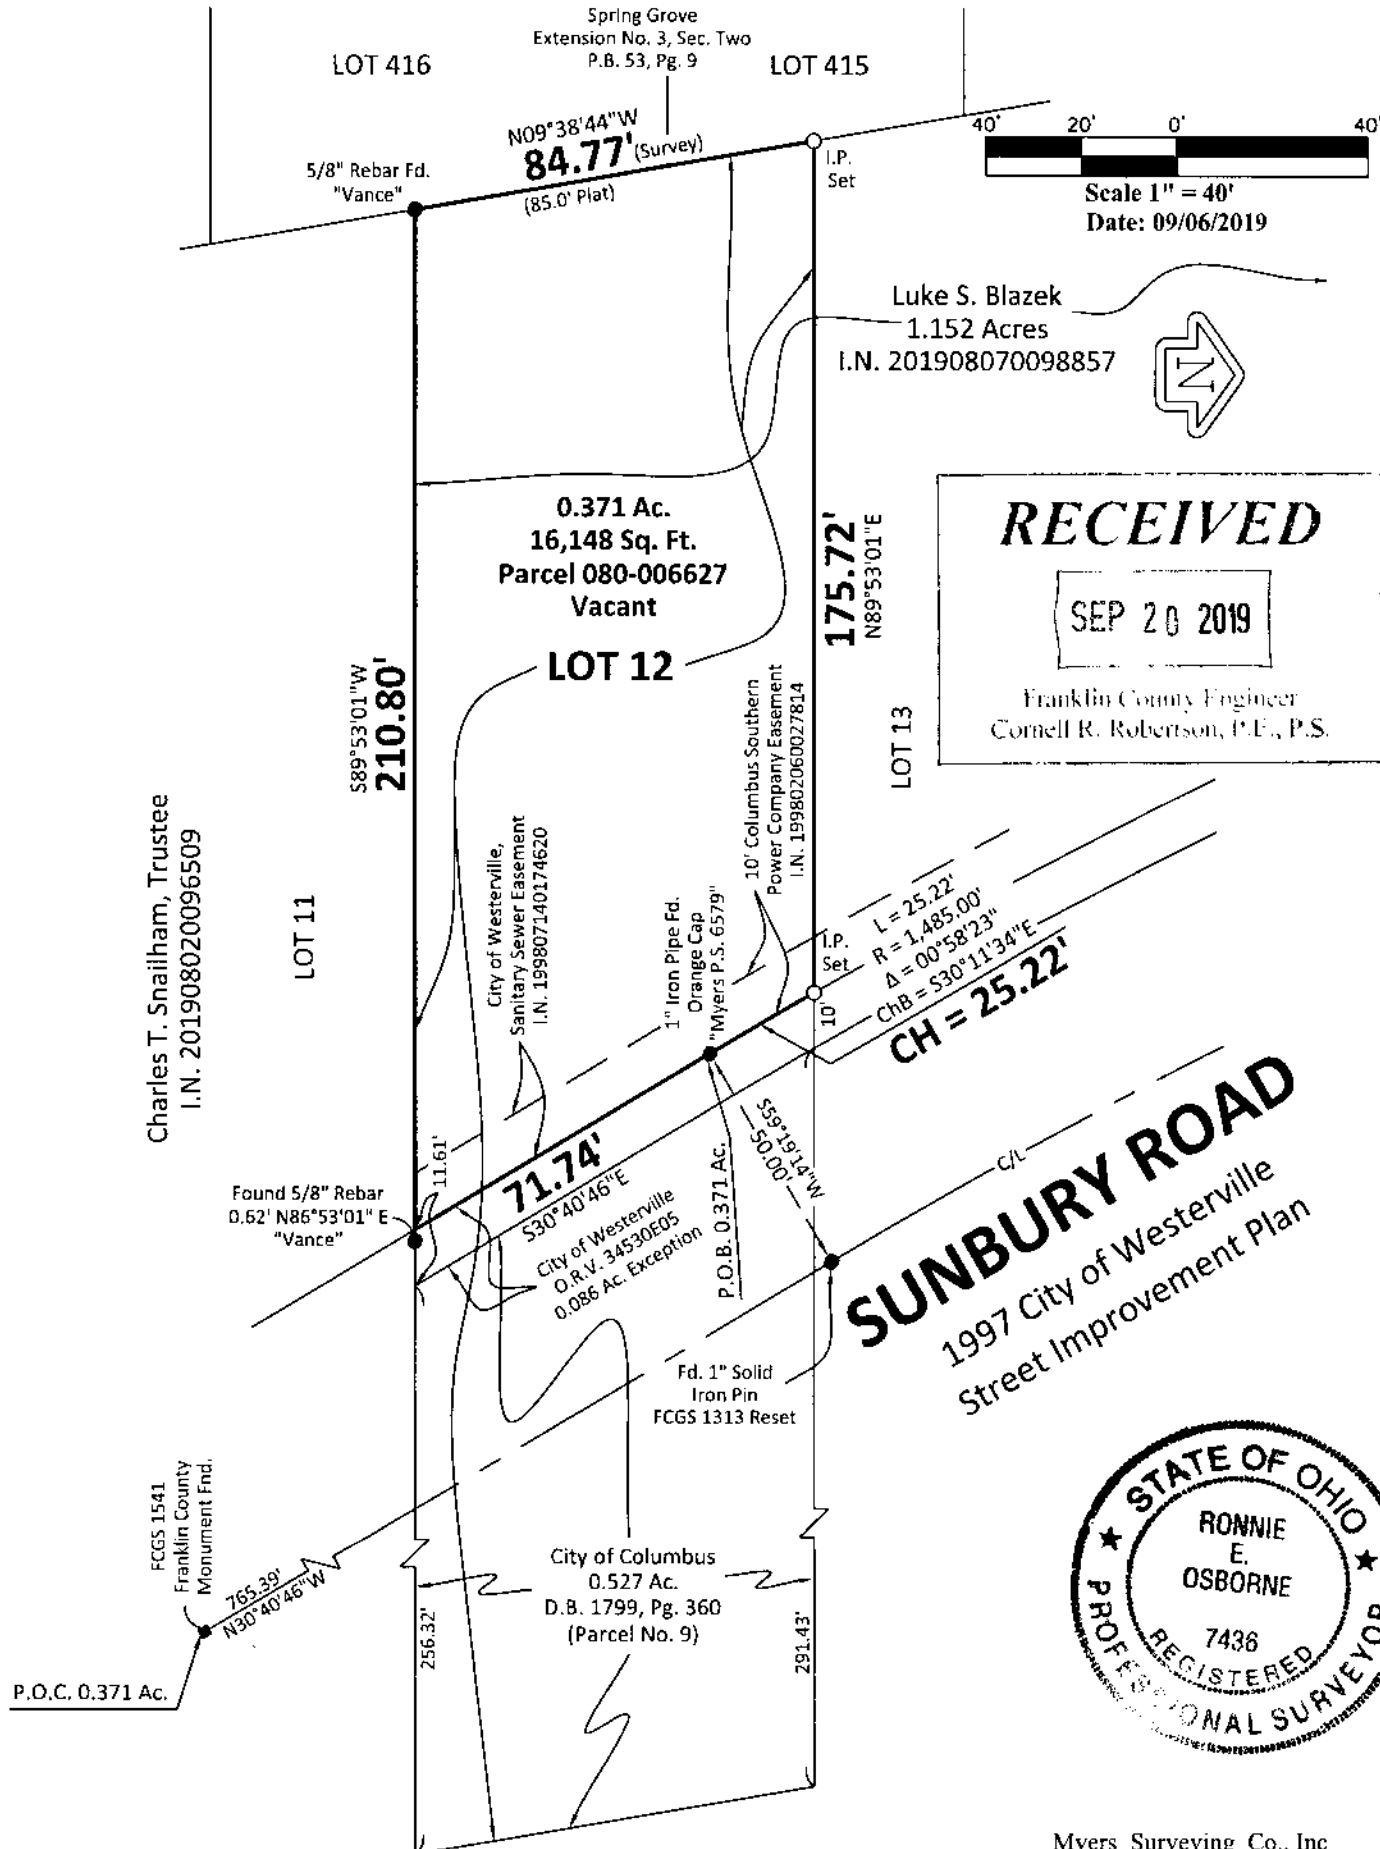 Spring Grove
Extension No. 3, Sec. Two
P.B. 53, Pg. 9
LOT 416
LOT 415
N09°38'44"W
84.77' (Survey)
(85.0' Plat)
5/8" Rebar Fd.
"Vance"
I.P.
Set
40' 20' 0' 40'
Scale 1" = 40'
Date: 09/06/2019
Luke S. Blazek
1.152 Acres
I.N. 201908070098857
N
0.371 Ac.
16,148 Sq. Ft.
Parcel 080-006627
Vacant
LOT 12
175.72'
N89°53'01"E
RECEIVED
SEP 20 2019
Franklin County Engineer
Cornell R. Robertson, P.E., P.S.
S89°53'01"W
210.80'
LOT 13
10' Columbus Southern
Power Company Easement
I.N. 199802060027814
Charles T. Snailham, Trustee
I.N. 201908020096509
LOT 11
City of Westerville,
Sanitary Sewer Easement
I.N. 199807140174620
1" Iron Pipe Fd.
Orange Cap
"Myers P.S. 6579"
I.P.
Set
L = 25.22'
R = 1,485.00'
Δ = 00°58'23"
ChB = S30°11'34"E
CH = 25.22'
10'
11.61'
71.74'
S30°40'46"E
Found 5/8" Rebar
0.62' N86°53'01" E
"Vance"
City of Westerville
O.R.V. 34530E05
0.086 Ac. Exception
P.O.B. 0.371 Ac.
S59°19'14"W
50.00'
C/L
SUNBURY ROAD
1997 City of Westerville
Street Improvement Plan
Fd. 1" Solid
Iron Pin
FCGS 1313 Reset
FCGS 1541
Franklin County
Monument Fnd.
765.39'
N30°40'46"W
P.O.C. 0.371 Ac.
City of Columbus
0.527 Ac.
D.B. 1799, Pg. 360
(Parcel No. 9)
256.32'
291.43'
STATE OF OHIO
RONNIE
E.
OSBORNE
7436
REGISTERED
PROFESSIONAL SURVEYOR
Myers Surveying Co., Inc